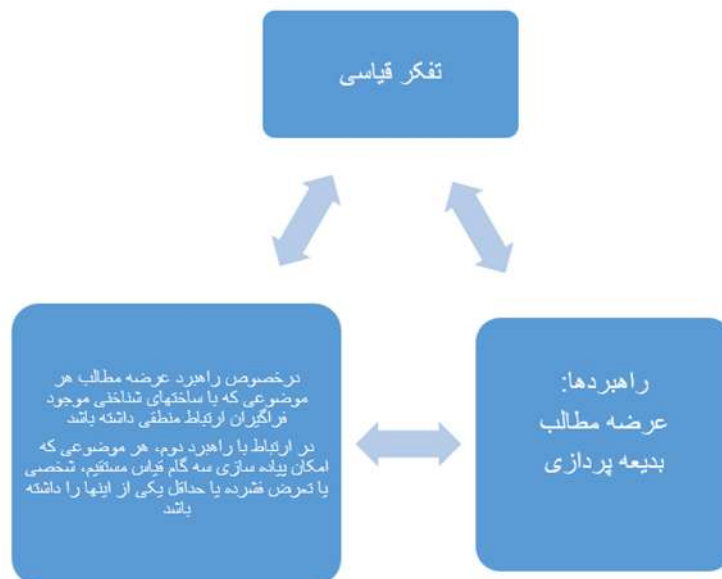 تفکر قیاسی
راهبردها:
عرضه مطالب
بدیعه پردازی
درخصوص راهبرد عرضه مطالب هر
موضوعی که با ساختهای شناختی موجود
فراگیران ارتباط منطقی داشته باشد
در ارتباط با راهبرد دوم، هر موضوعی که
امکان پیاده سازی سه گام قیاس مستقیم، شخصی
یا تعرض فشرده یا حداقل یکی از اینها را داشته
باشد